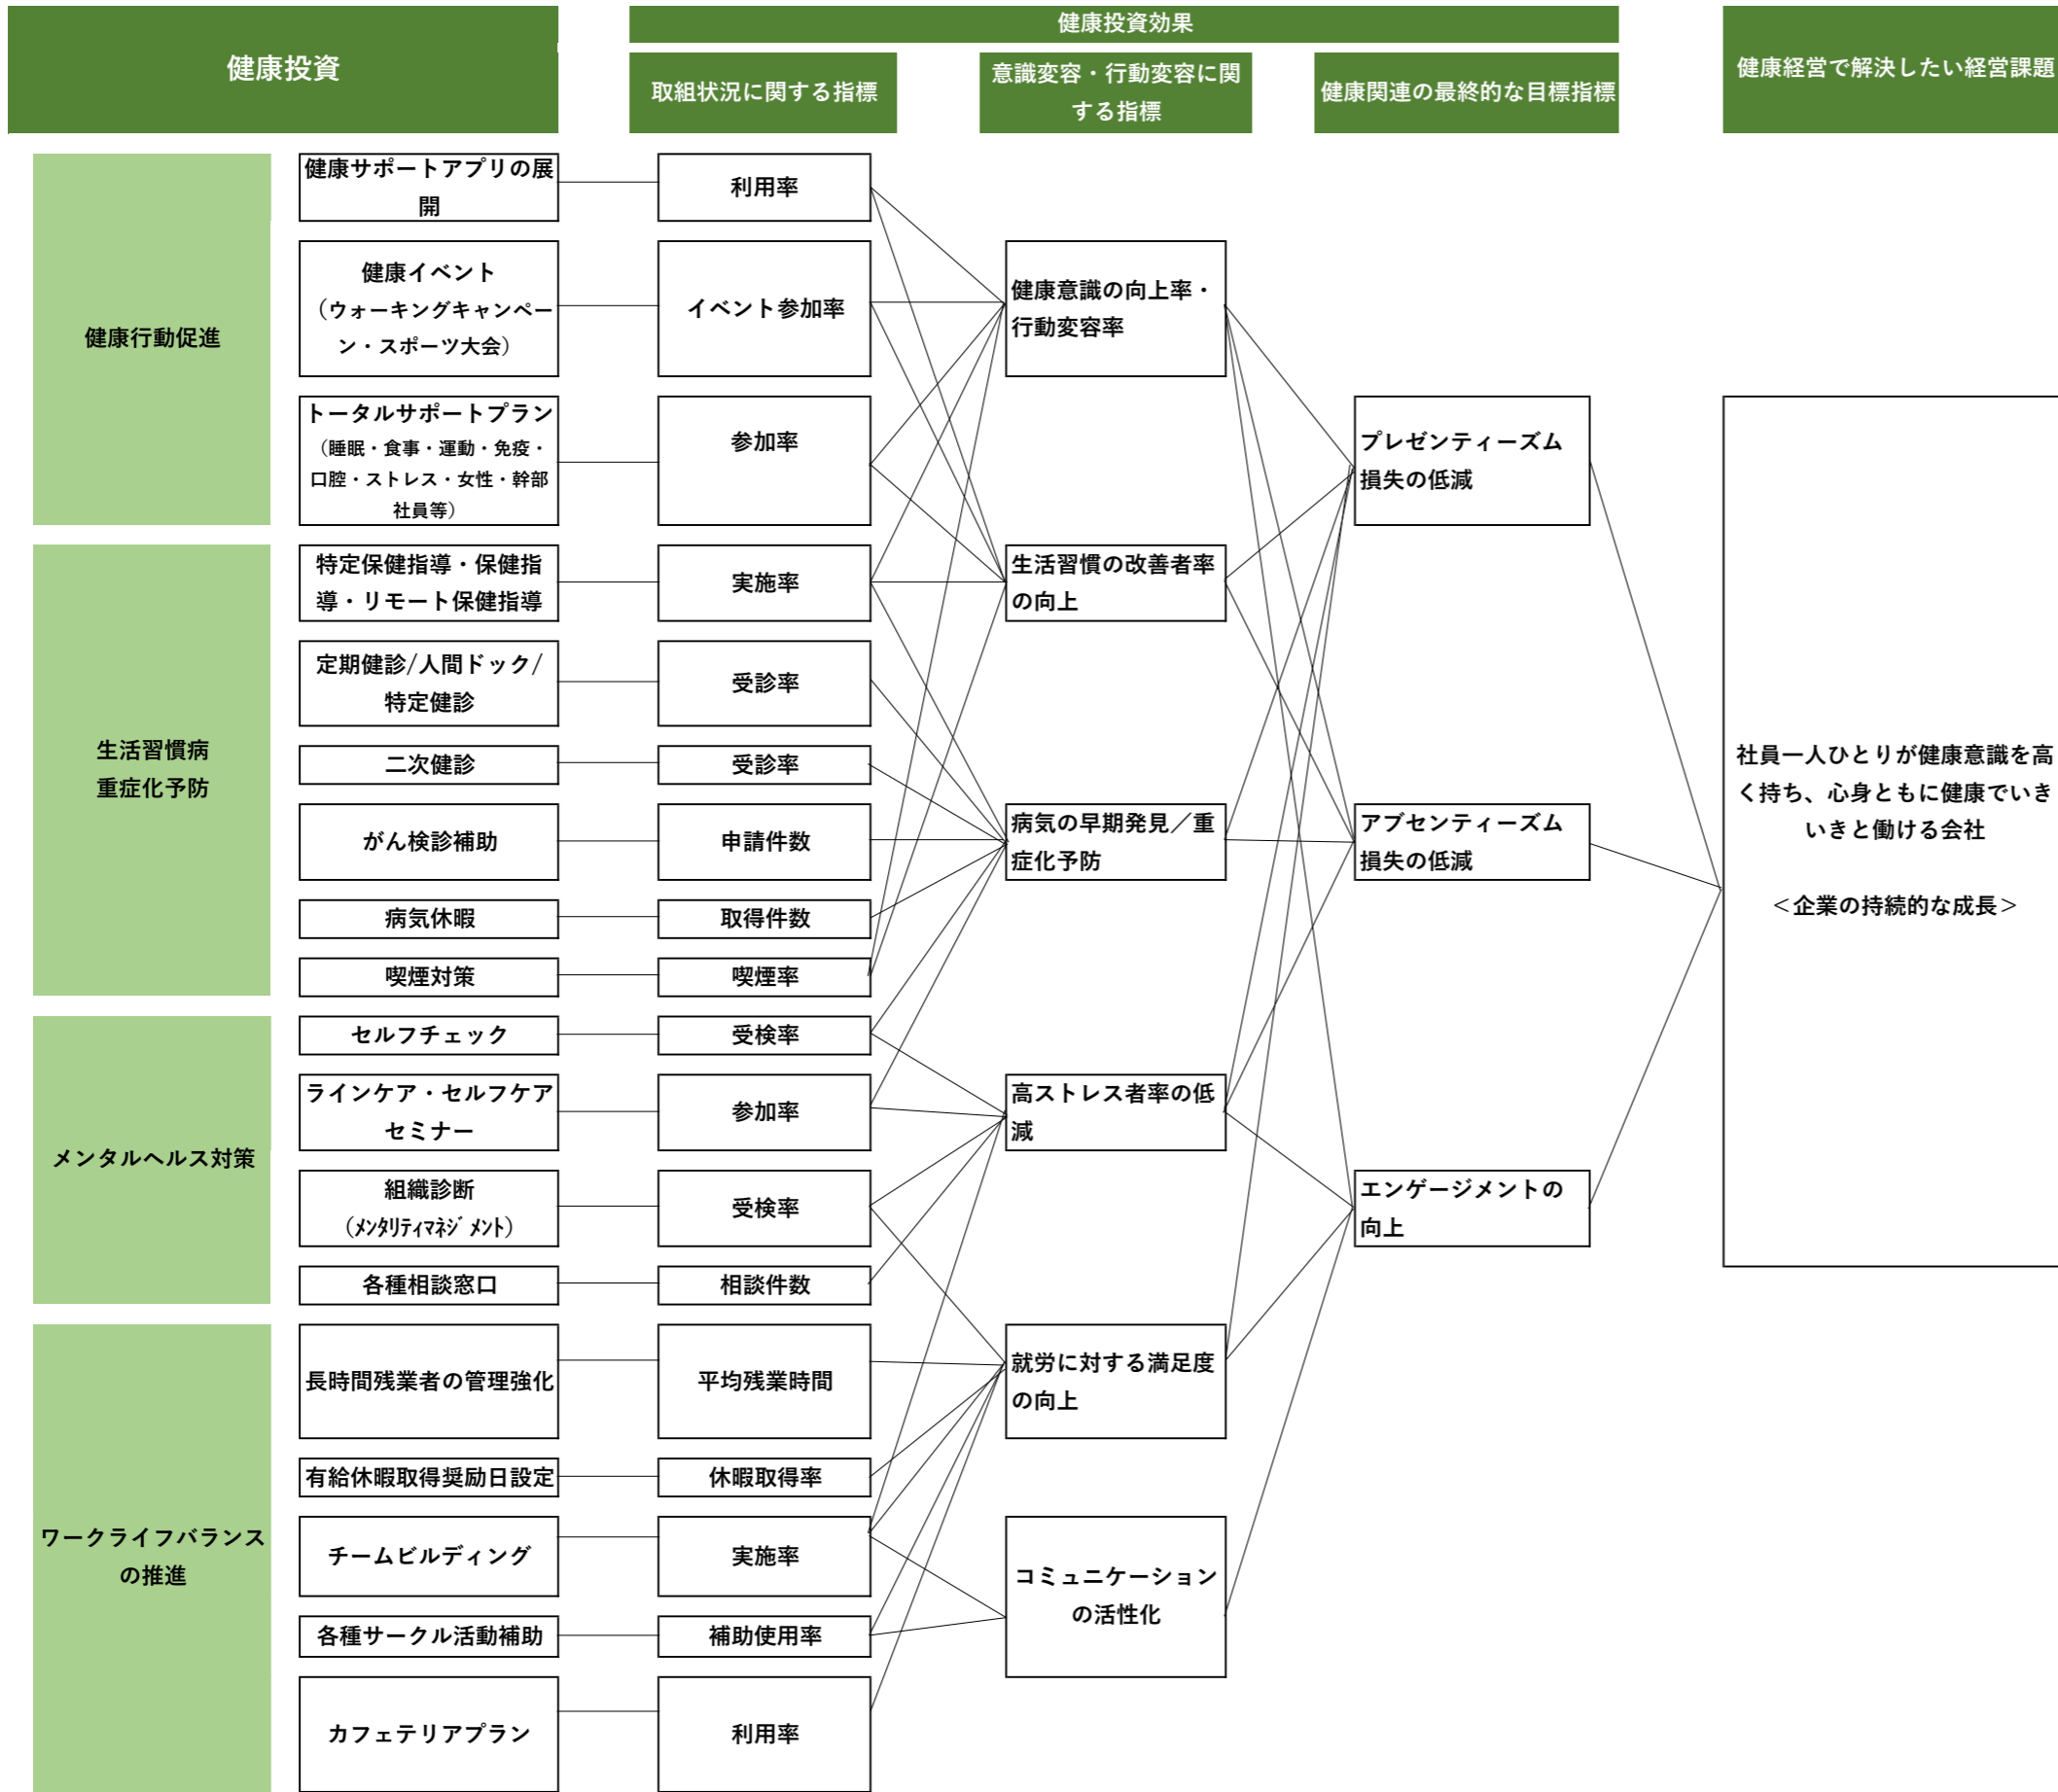 健康投資
健康投資効果
取組状況に関する指標
意識変容・行動変容に関
する指標
健康関連の最終的な目標指標
健康経営で解決したい経営課題
健康行動促進
健康サポートアプリの展
開
利用率
健康イベント
（ウォーキングキャンペー
ン・スポーツ大会）
イベント参加率
健康意識の向上率・
行動変容率
トータルサポートプラン
（睡眠・食事・運動・免疫・
口腔・ストレス・女性・幹部
社員等）
参加率
プレゼンティーズム
損失の低減
生活習慣病
重症化予防
特定保健指導・保健指
導・リモート保健指導
実施率
生活習慣の改善者率
の向上
定期健診/人間ドック/
特定健診
受診率
二次健診
受診率
がん検診補助
申請件数
病気の早期発見／重
症化予防
アブセンティーズム
損失の低減
社員一人ひとりが健康意識を高
く持ち、心身ともに健康でいき
いきと働ける会社
＜企業の持続的な成長＞
病気休暇
取得件数
喫煙対策
喫煙率
メンタルヘルス対策
セルフチェック
受検率
ラインケア・セルフケア
セミナー
参加率
高ストレス者率の低
減
組織診断
（ﾒﾝﾀﾘﾃｨﾏﾈｼﾞﾒﾝﾄ）
受検率
エンゲージメントの
向上
各種相談窓口
相談件数
ワークライフバランス
の推進
長時間残業者の管理強化
平均残業時間
就労に対する満足度
の向上
有給休暇取得奨励日設定
休暇取得率
チームビルディング
実施率
コミュニケーション
の活性化
各種サークル活動補助
補助使用率
カフェテリアプラン
利用率